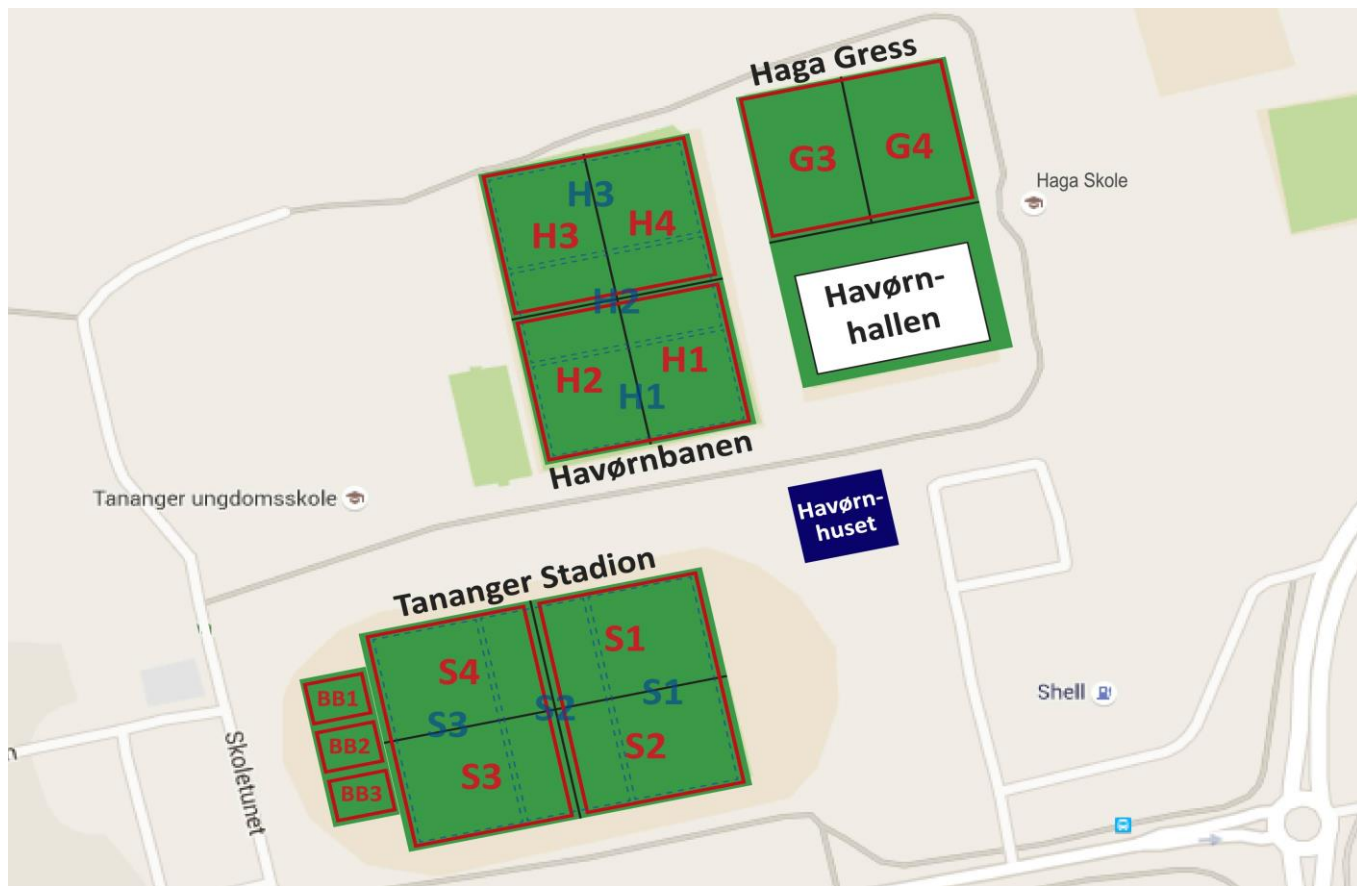 Haga Gress
G3
G4
Haga Skole
H3
H3
H4
Havørn-
hallen
H2
H1
H2
H1
Havørnbanen
Tananger ungdomsskole
Havørn-
huset
Tananger Stadion
S1
S4
BB1
S1
Shell
S2
S3
BB2
S2
S3
BB3
Skoletunet
n